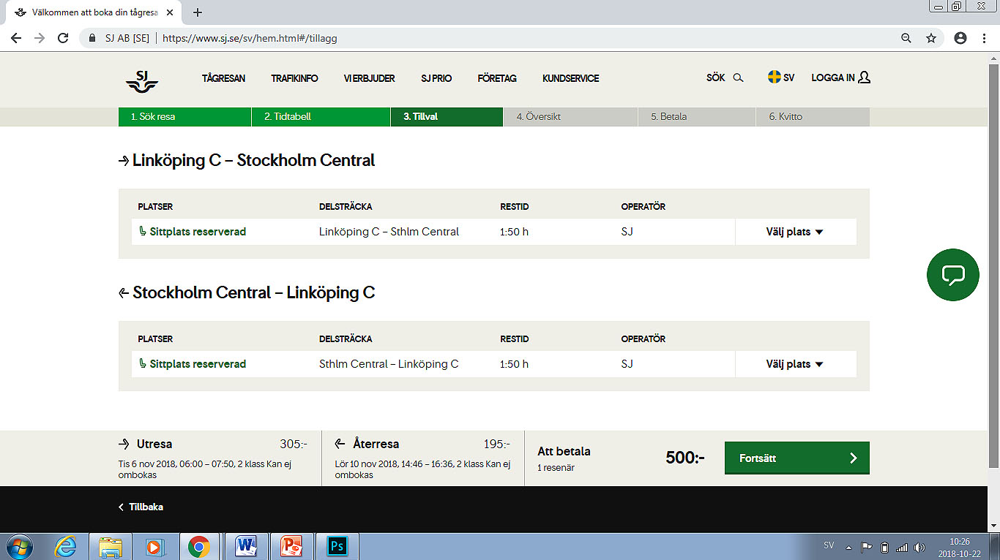 Välkommen att boka din tågresa
SJ AB [SE] https://www.sj.se/sv/hem.html#/tillagg
SJ TÅGRESAN TRAFIKINFO VI ERBJUDER SJ PRIO FÖRETAG KUNDSERVICE SÖK SV LOGGA IN
1. Sök resa 2. Tidtabell 3. Tillval 4. Översikt 5. Betala 6. Kvitto
Linköping C – Stockholm Central
PLATSER DELSTRÄCKA RESTID OPERATÖR
Sittplats reserverad Linköping C – Sthlm Central 1:50 h SJ Välj plats
Stockholm Central – Linköping C
PLATSER DELSTRÄCKA RESTID OPERATÖR
Sittplats reserverad Sthlm Central – Linköping C 1:50 h SJ Välj plats
Utresa 305:-
Tis 6 nov 2018, 06:00 – 07:50, 2 klass Kan ej
ombokas
Återresa 195:-
Lör 10 nov 2018, 14:46 – 16:36, 2 klass Kan ej
ombokas
Att betala
1 resenär
500:-
Fortsätt
Tillbaka
W P Ps
SV
10:26
2018-10-22